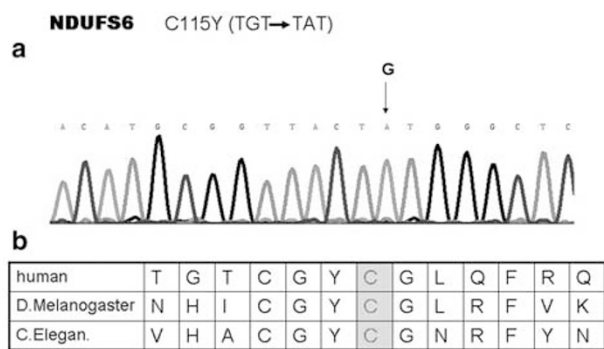 NDUFS6 C115Y (TGT→TAT)
a
G
A C A T G C G G T T A C T A T G G G C T C
b
human T G T C G Y C G L Q F R Q
D.Melanogaster N H I C G Y C G L R F V K
C.Elegan. V H A C G Y C G N R F Y N